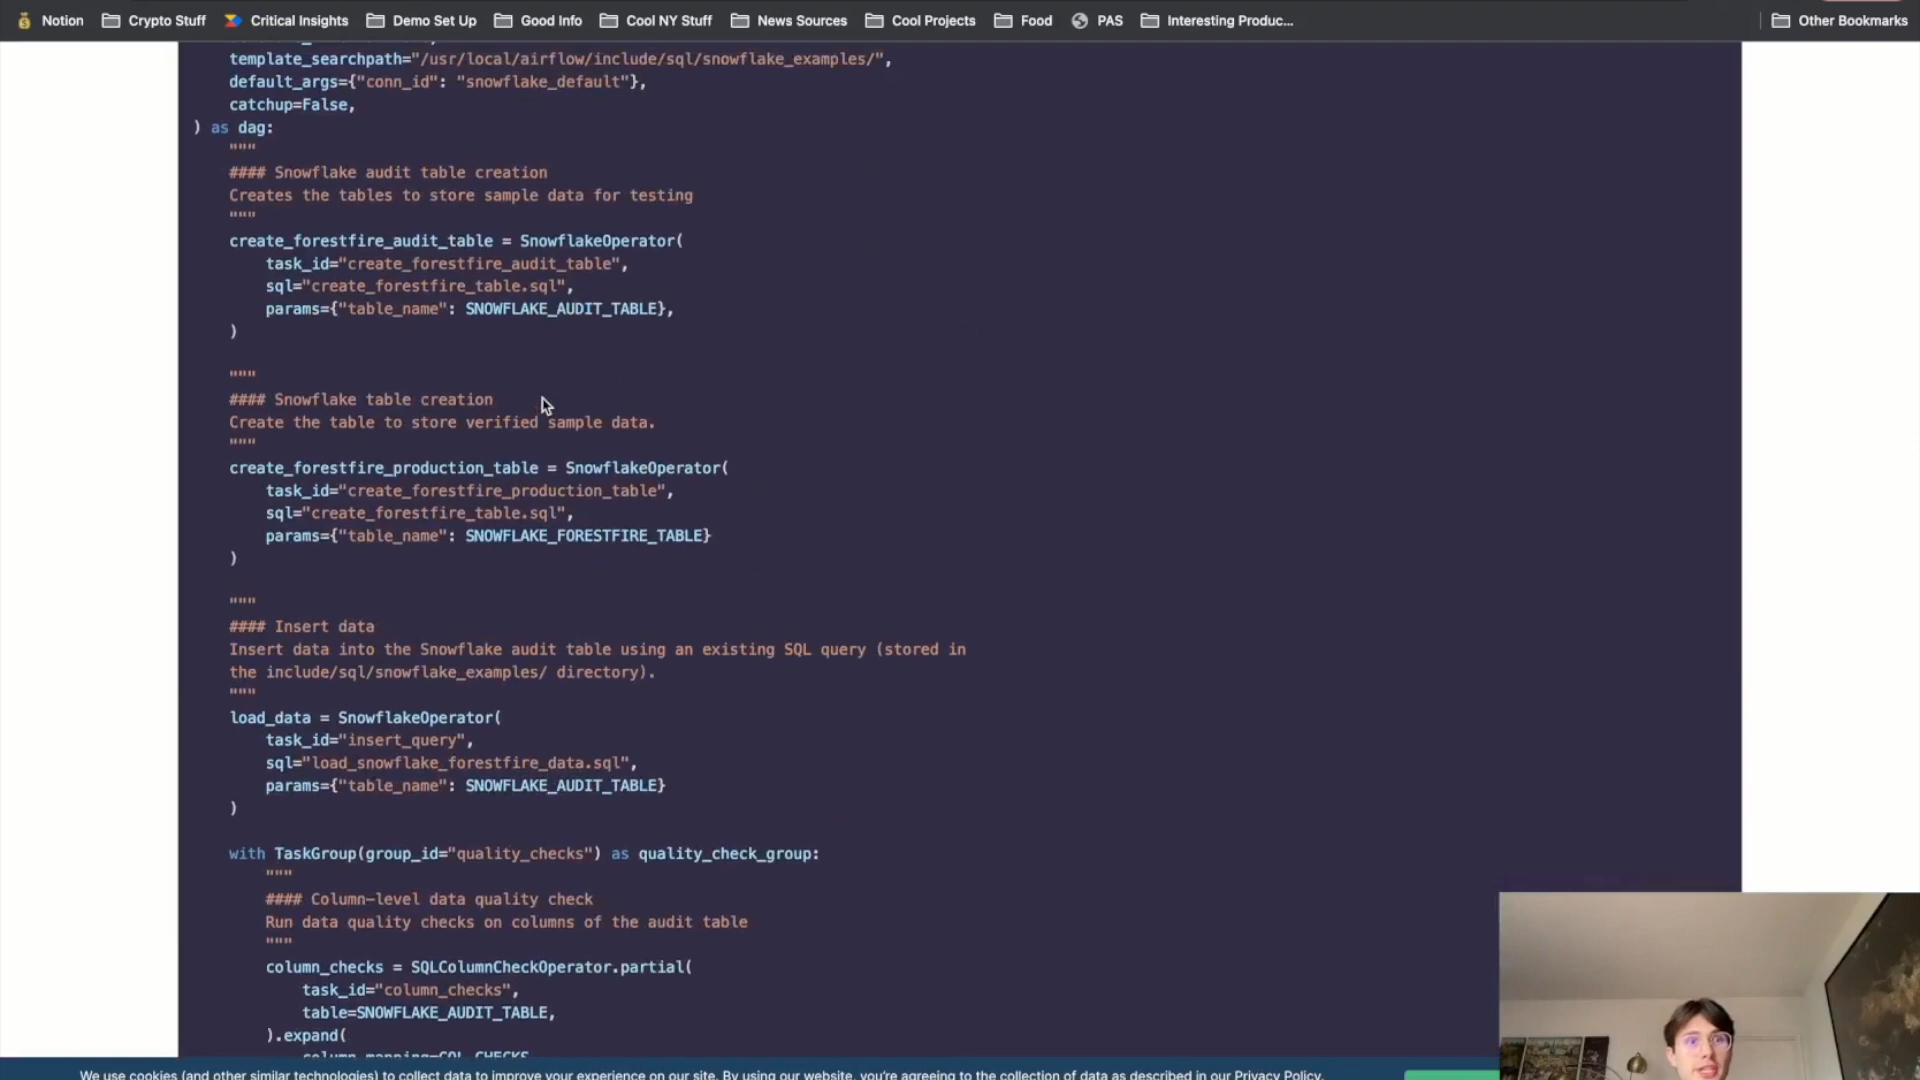 Notion Crypto Stuff Critical Insights Demo Set Up Good Info Cool NY Stuff News Sources Cool Projects Food PAS Interesting Produc... Other Bookmarks
template_searchpath="/usr/local/airflow/include/sql/snowflake_examples/",
default_args={"conn_id": "snowflake_default"},
catchup=False,
) as dag:
"""
#### Snowflake audit table creation
Creates the tables to store sample data for testing
"""
create_forestfire_audit_table = SnowflakeOperator(
task_id="create_forestfire_audit_table",
sql="create_forestfire_table.sql",
params={"table_name": SNOWFLAKE_AUDIT_TABLE},
)
"""
#### Snowflake table creation
Create the table to store verified sample data.
"""
create_forestfire_production_table = SnowflakeOperator(
task_id="create_forestfire_production_table",
sql="create_forestfire_table.sql",
params={"table_name": SNOWFLAKE_FORESTFIRE_TABLE}
)
"""
#### Insert data
Insert data into the Snowflake audit table using an existing SQL query (stored in
the include/sql/snowflake_examples/ directory).
"""
load_data = SnowflakeOperator(
task_id="insert_query",
sql="load_snowflake_forestfire_data.sql",
params={"table_name": SNOWFLAKE_AUDIT_TABLE}
)
with TaskGroup(group_id="quality_checks") as quality_check_group:
"""
#### Column-level data quality check
Run data quality checks on columns of the audit table
"""
column_checks = SQLColumnCheckOperator.partial(
task_id="column_checks",
table=SNOWFLAKE_AUDIT_TABLE,
).expand(
We use cookies (and other similar technologies) to collect data to improve your experience on our site. By using our website, you're agreeing to the collection of data as described in our Privacy Policy.